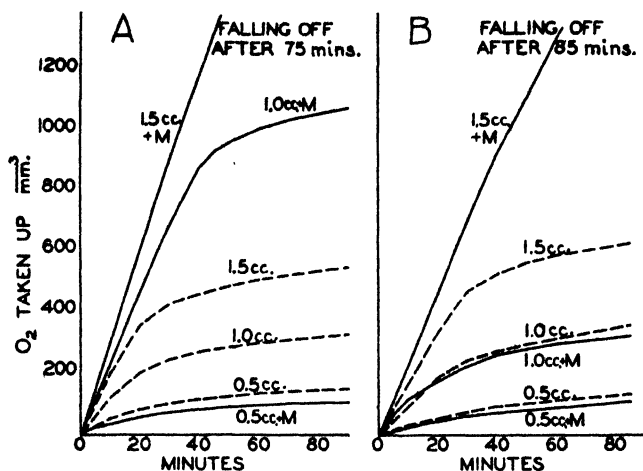 A
FALLING OFF
AFTER 75 mins.
B
FALLING OFF
AFTER 85 mins.
1200
1000
800
600
400
200
O2 TAKEN UP mm.3
1.5cc.
+M
1.0cc+M
1.5cc.
1.0cc.
0.5cc.
0.5cc+M
1.5cc
+M
1.5cc.
1.0cc.
1.0cc+M
0.5cc.
0.5cc+M
0 20 40 60 80
MINUTES
0 20 40 60 80
MINUTES